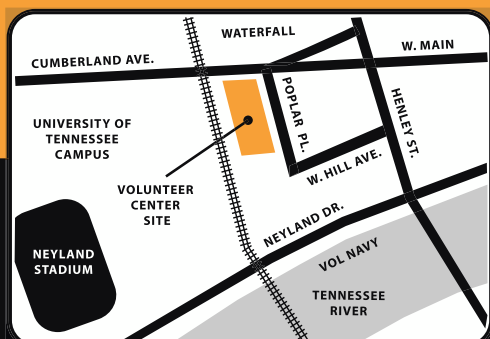 WATERFALL
CUMBERLAND AVE.
W. MAIN
POPLAR PL.
HENLEY ST.
UNIVERSITY OF
TENNESSEE
CAMPUS
W. HILL AVE.
VOLUNTEER
CENTER
SITE
NEYLAND DR.
NEYLAND
STADIUM
VOL NAVY
TENNESSEE
RIVER